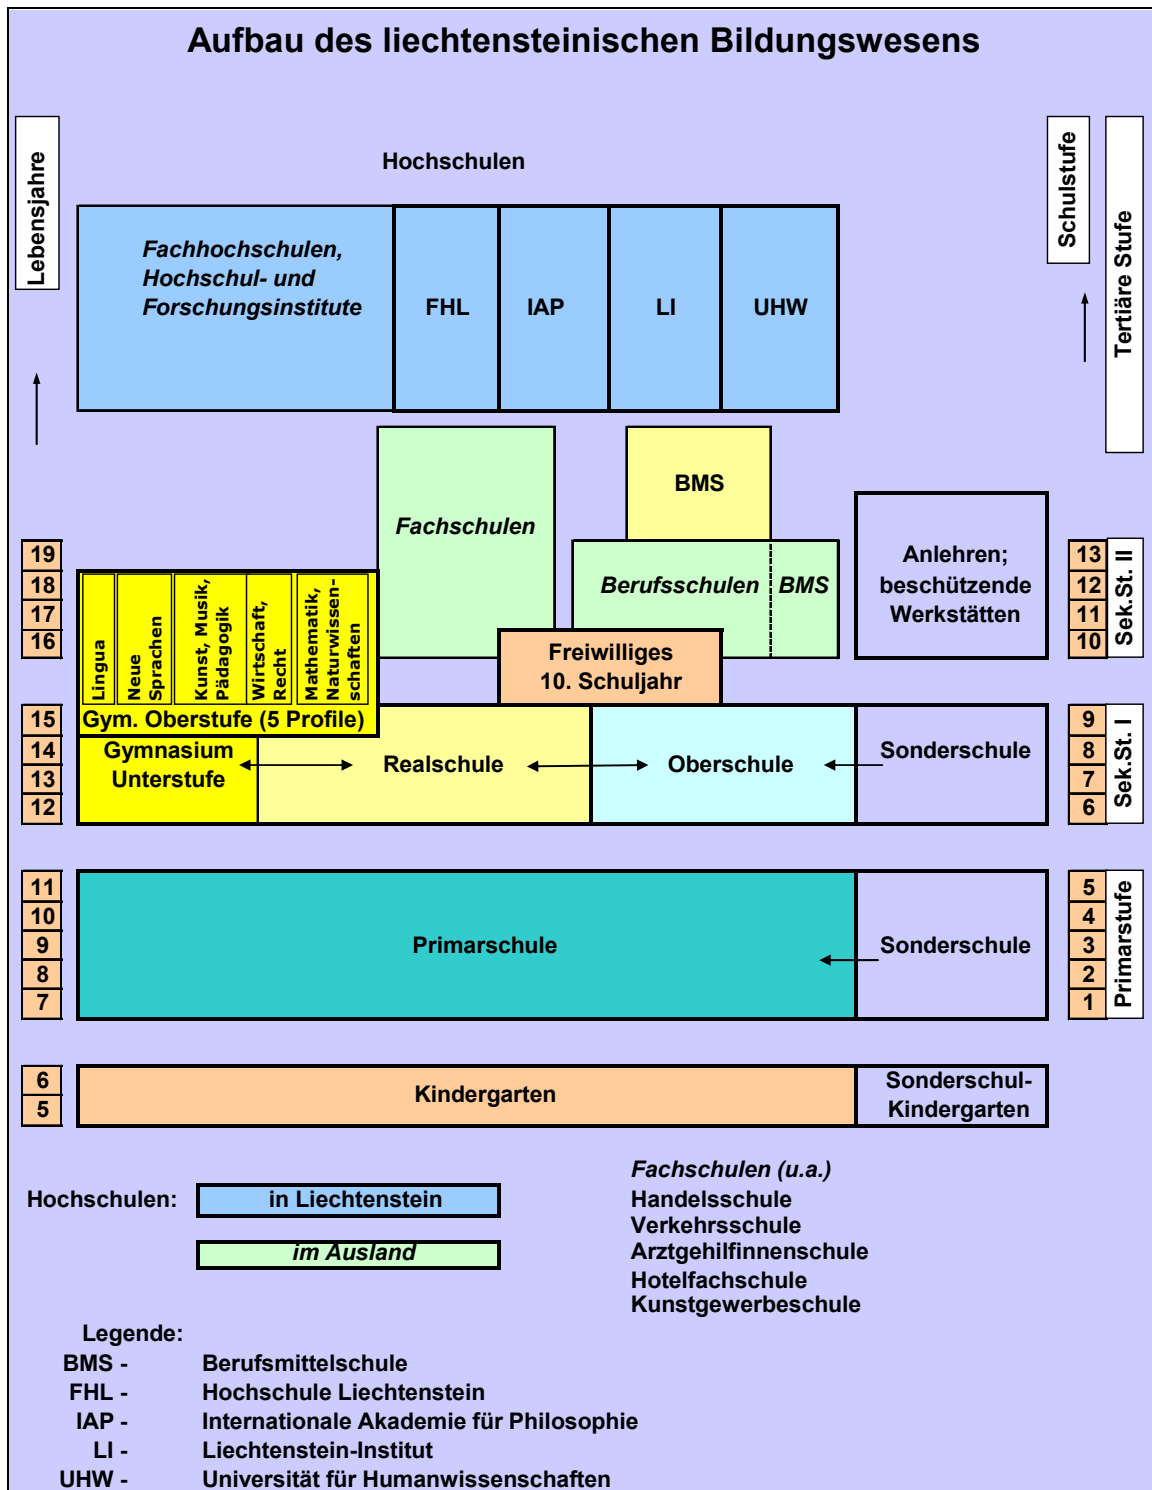 Aufbau des liechtensteinischen Bildungswesens
Lebensjahre
Schulstufe
Tertiäre Stufe
Hochschulen
Fachhochschulen,
Hochschul- und
Forschungsinstitute
FHL
IAP
LI
UHW
Fachschulen
BMS
Berufsschulen
BMS
Anlehren;
beschützende
Werkstätten
19
18
17
16
13
12
11
10
Sek.St. II
Lingua
Neue
Sprachen
Kunst, Musik,
Pädagogik
Wirtschaft,
Recht
Mathematik,
Naturwissen-
schaften
Gym. Oberstufe (5 Profile)
Freiwilliges
10. Schuljahr
15
14
13
12
Gymnasium
Unterstufe
Realschule
Oberschule
Sonderschule
9
8
7
6
Sek.St. I
11
10
9
8
7
Primarschule
Sonderschule
5
4
3
2
1
Primarstufe
6
5
Kindergarten
Sonderschul-
Kindergarten
Hochschulen:
in Liechtenstein
im Ausland
Fachschulen (u.a.)
Handelsschule
Verkehrsschule
Arztgehilfinnenschule
Hotelfachschule
Kunstgewerbeschule
Legende:
BMS - Berufsmittelschule
FHL - Hochschule Liechtenstein
IAP - Internationale Akademie für Philosophie
LI - Liechtenstein-Institut
UHW - Universität für Humanwissenschaften